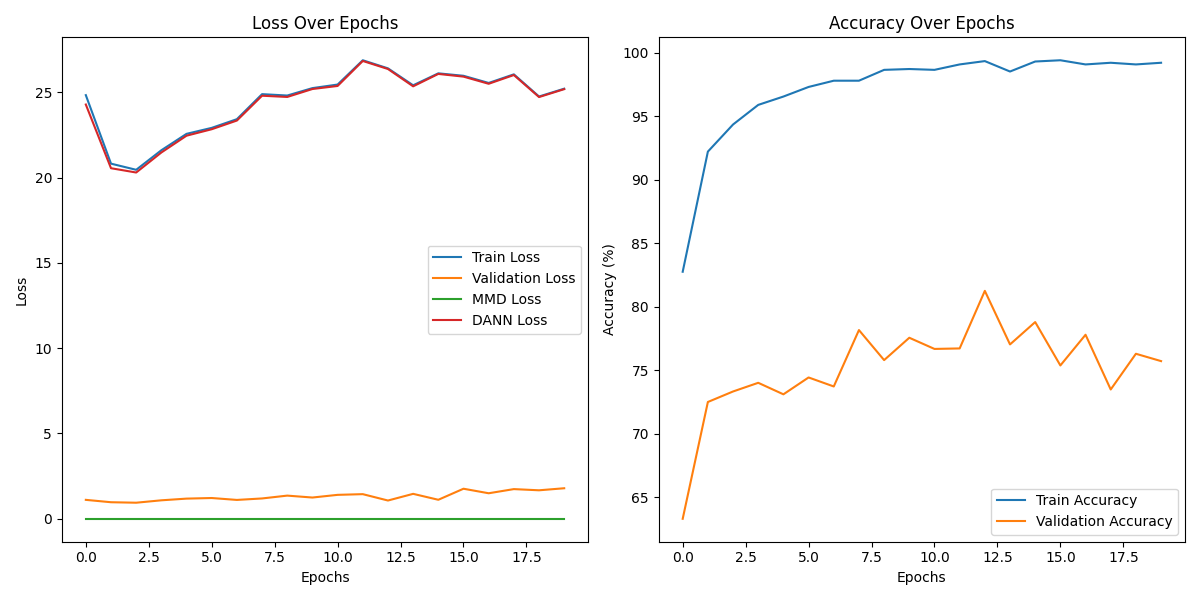 Loss Over Epochs
25
20
15
10
5
0
Loss
Train Loss
Validation Loss
MMD Loss
DANN Loss
0.0 2.5 5.0 7.5 10.0 12.5 15.0 17.5
Epochs
Accuracy Over Epochs
100
95
90
85
80
75
70
65
Accuracy (%)
Train Accuracy
Validation Accuracy
0.0 2.5 5.0 7.5 10.0 12.5 15.0 17.5
Epochs